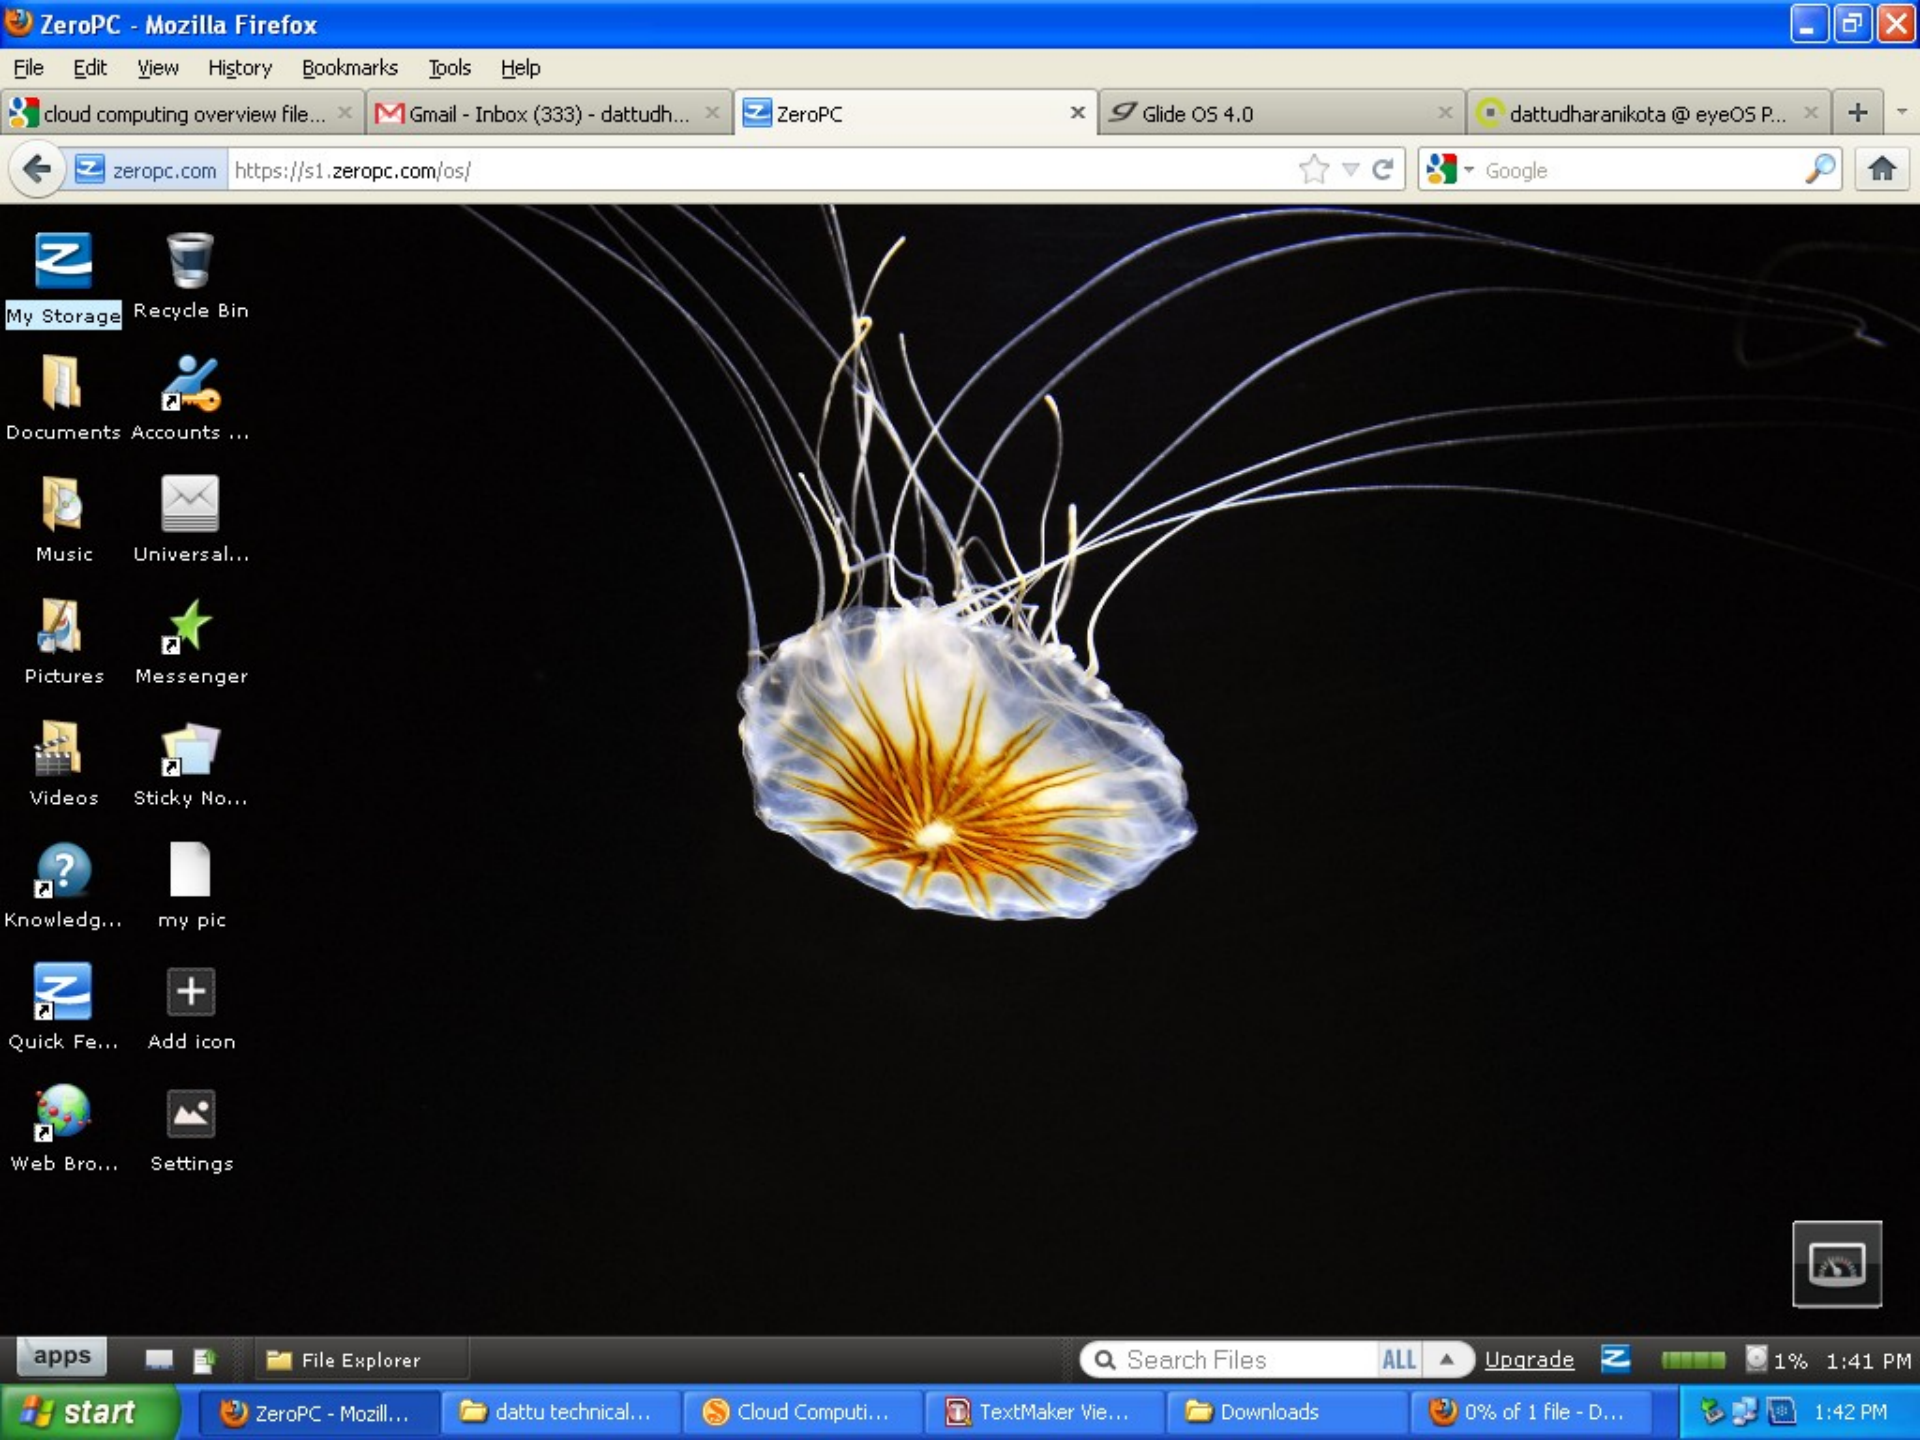 ZeroPC - Mozilla Firefox
File Edit View History Bookmarks Tools Help
cloud computing overview file... Gmail - Inbox (333) - dattudh... ZeroPC Glide OS 4.0 dattudharanikota @ eyeOS P...
zeropc.com https://s1.zeropc.com/os/ Google
My Storage Recycle Bin
Documents Accounts ...
Music Universal...
Pictures Messenger
Videos Sticky No...
Knowledg... my pic
Quick Fe... Add icon
Web Bro... Settings
apps File Explorer Search Files ALL Upgrade 1% 1:41 PM
start ZeroPC - Mozill... dattu technical... Cloud Computi... TextMaker Vie... Downloads 0% of 1 file - D... 1:42 PM